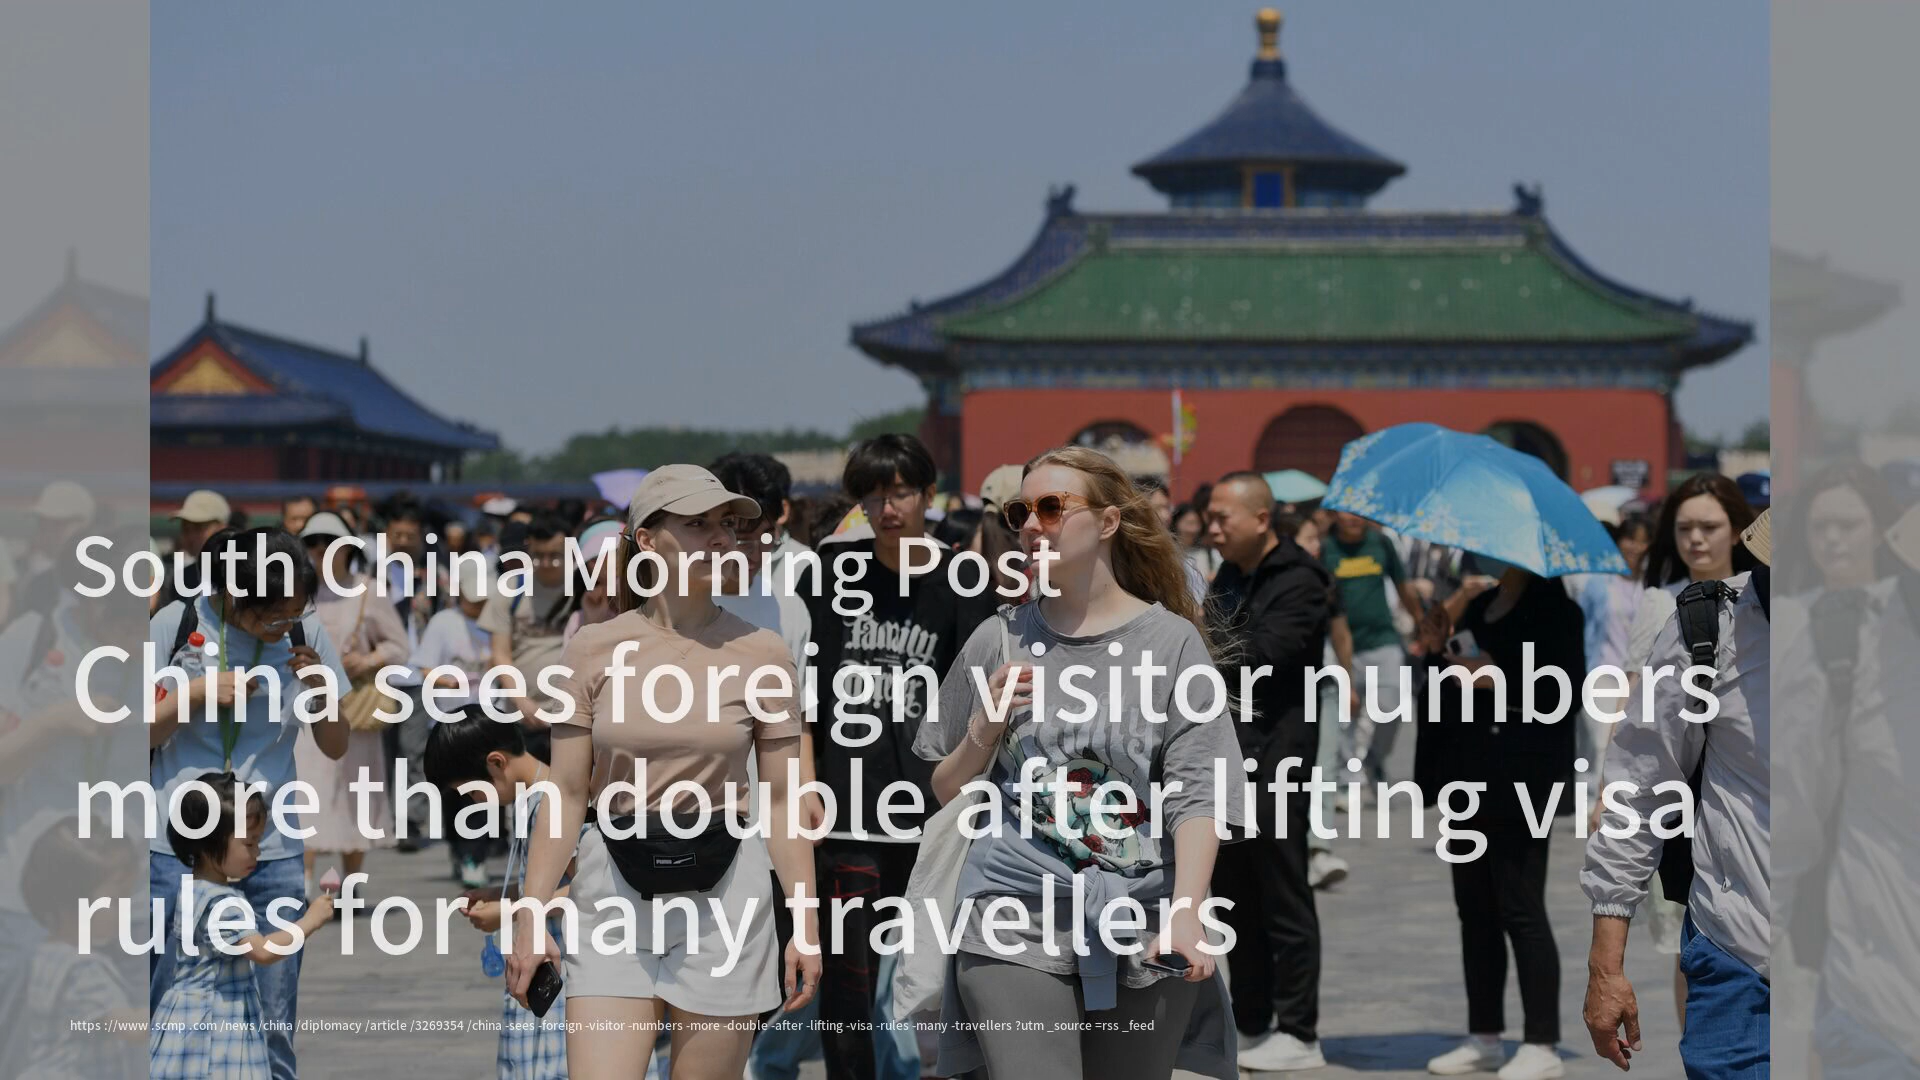 South China Morning Post
China sees foreign visitor numbers
more than double after lifting visa
rules for many travellers
https://www.scmp.com/news/china/diplomacy/article/3269354/china-sees-foreign-visitor-numbers-more-double-after-lifting-visa-rules-many-travellers?utm_source=rss_feed
family
PUMA